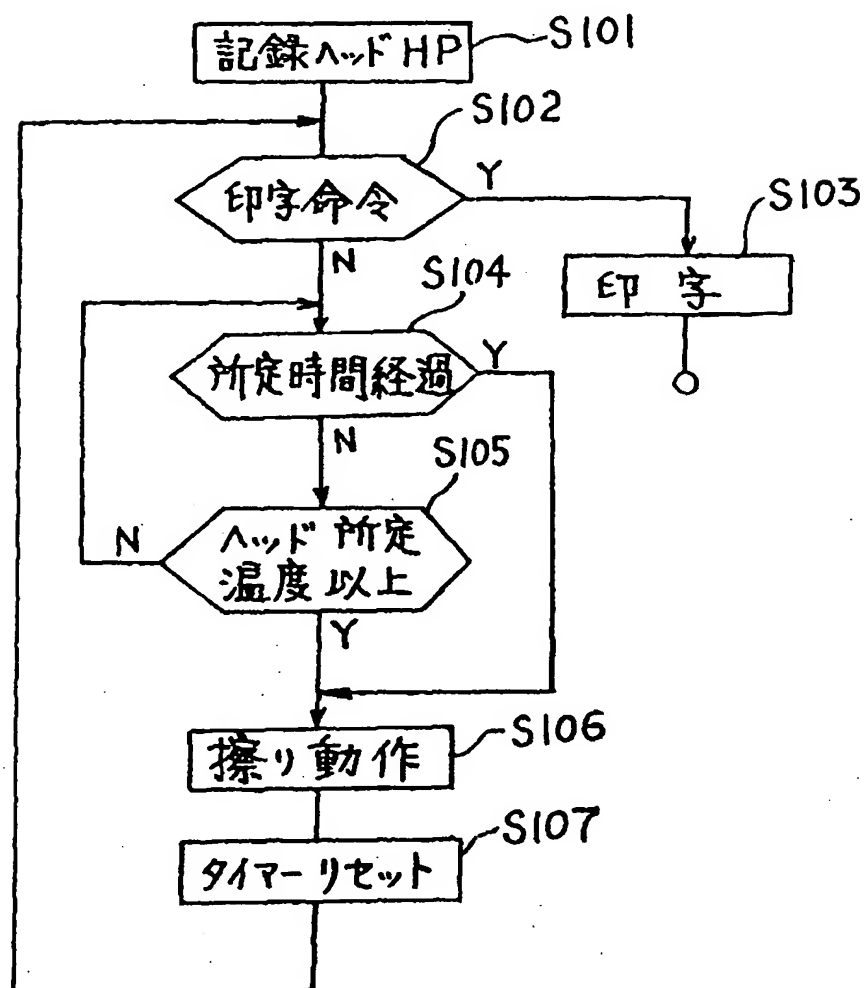 記録ヘッドHP
S101
S102
印字命令
Y
S103
印字
N
S104
所定時間経過
Y
N
S105
ヘッド所定
温度以上
N
Y
S106
擦り動作
S107
タイマーリセット